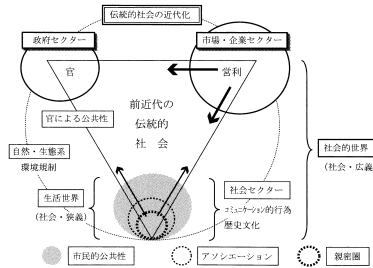 伝統的社会の近代化
政府セクター
市場・企業セクター
官
営利
前近代の
伝統的
社会
官による公共性
自然・生態系
環境規制
社会的世界
(社会・広義)
生活世界
(社会・狭義)
社会セクター
コミュニケーション的行為
歴史文化
市民的公共性
アソシエーション
親密圏